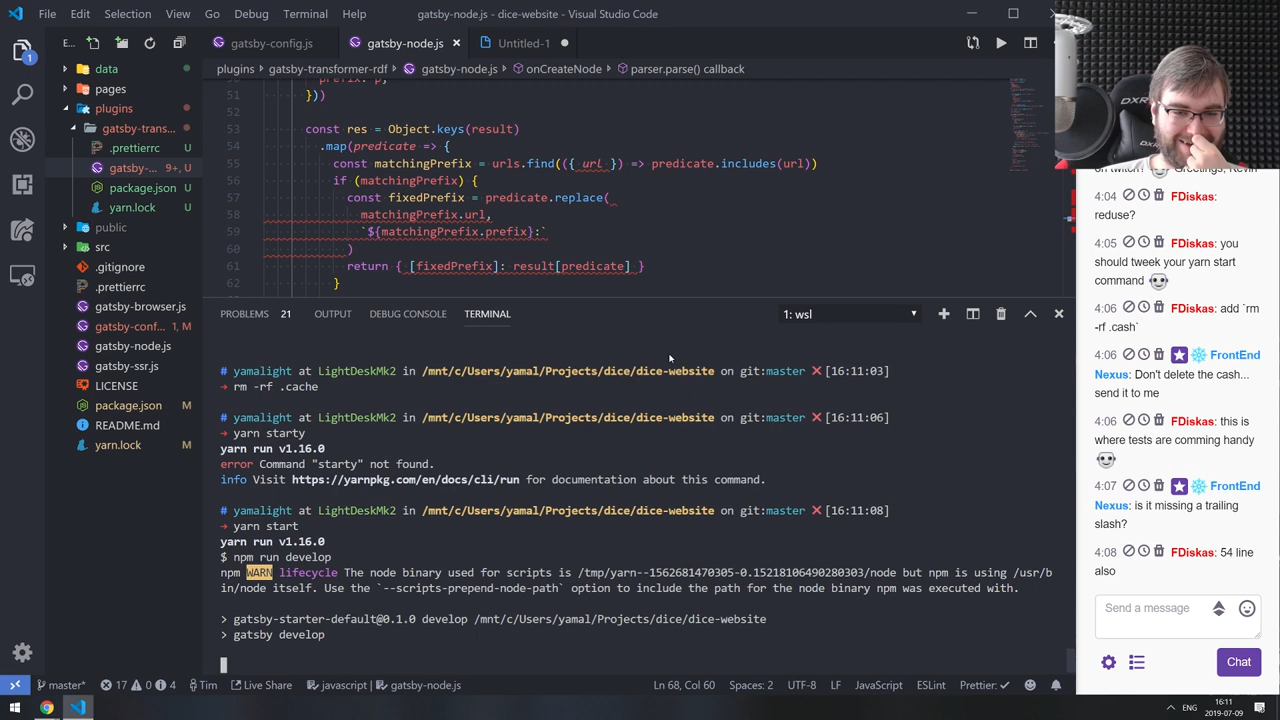 File Edit Selection View Go Debug Terminal Help
gatsby-node.js - dice-website - Visual Studio Code
E...
gatsby-config.js gatsby-node.js Untitled-1
plugins gatsby-transformer-rdf gatsby-node.js onCreateNode parser.parse() callback
data
pages
plugins
gatsby-trans...
.prettierrc U
gatsby-... 9+, U
package.json U
yarn.lock U
public
src
.gitignore
.prettierrc
gatsby-browser.js
gatsby-conf... 1, M
gatsby-node.js
gatsby-ssr.js
LICENSE
package.json M
README.md
yarn.lock M
1
51 }))
52
53 const res = Object.keys(result)
54 .map(predicate => {
55 const matchingPrefix = urls.find(({ url }) => predicate.includes(url))
56 if (matchingPrefix) {
57 const fixedPrefix = predicate.replace(
58 matchingPrefix.url,
59 `${matchingPrefix.prefix}:`
60 )
61 return { [fixedPrefix]: result[predicate] }
62 }
PROBLEMS 21 OUTPUT DEBUG CONSOLE TERMINAL 1: wsl
# yamalight at LightDeskMk2 in /mnt/c/Users/yamal/Projects/dice/dice-website on git:master ✗ [16:11:03]
→ rm -rf .cache
# yamalight at LightDeskMk2 in /mnt/c/Users/yamal/Projects/dice/dice-website on git:master ✗ [16:11:06]
→ yarn starty
yarn run v1.16.0
error Command "starty" not found.
info Visit https://yarnpkg.com/en/docs/cli/run for documentation about this command.
# yamalight at LightDeskMk2 in /mnt/c/Users/yamal/Projects/dice/dice-website on git:master ✗ [16:11:08]
→ yarn start
yarn run v1.16.0
$ npm run develop
npm WARN lifecycle The node binary used for scripts is /tmp/yarn--1562681470305-0.15218106490280303/node but npm is using /usr/b
in/node itself. Use the `--scripts-prepend-node-path` option to include the path for the node binary npm was executed with.
> gatsby-starter-default@0.1.0 develop /mnt/c/Users/yamal/Projects/dice/dice-website
> gatsby develop
master* 17 0 4 Tim Live Share javascript | gatsby-node.js Ln 68, Col 60 Spaces: 2 UTF-8 LF JavaScript ESLint Prettier: ✓
DXR
on twitch? Greetings, Kevin
4:04 FDiskas:
reduse?
4:05 FDiskas: you
should tweek your yarn start
command
4:06 FDiskas: add `rm
-rf .cash`
4:06 FrontEnd
Nexus: Don't delete the cash...
send it to me
4:06 FDiskas: this is
where tests are comming handy
4:07 FrontEnd
Nexus: is it missing a trailing
slash?
4:08 FDiskas: 54 line
also
Send a message
Chat
ENG
16:11
2019-07-09